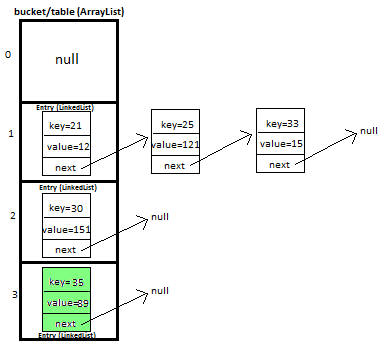 bucket/table (ArrayList)
0
null
Entry (LinkedList)
1
key=21
value=12
next
key=25
value=121
next
key=33
value=15
next
null
Entry (LinkedList)
2
key=30
value=151
next
null
3
key=35
value=89
next
null
Entry (LinkedList)